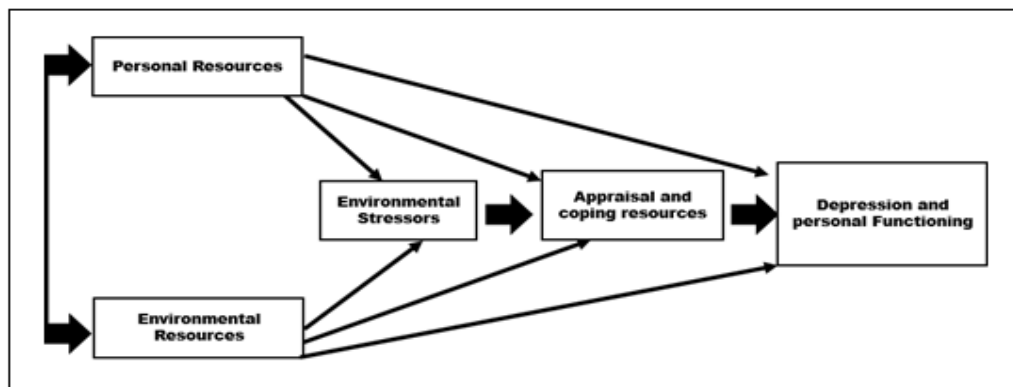 Personal Resources
Environmental
Stressors
Appraisal and
coping resources
Depression and
personal Functioning
Environmental
Resources